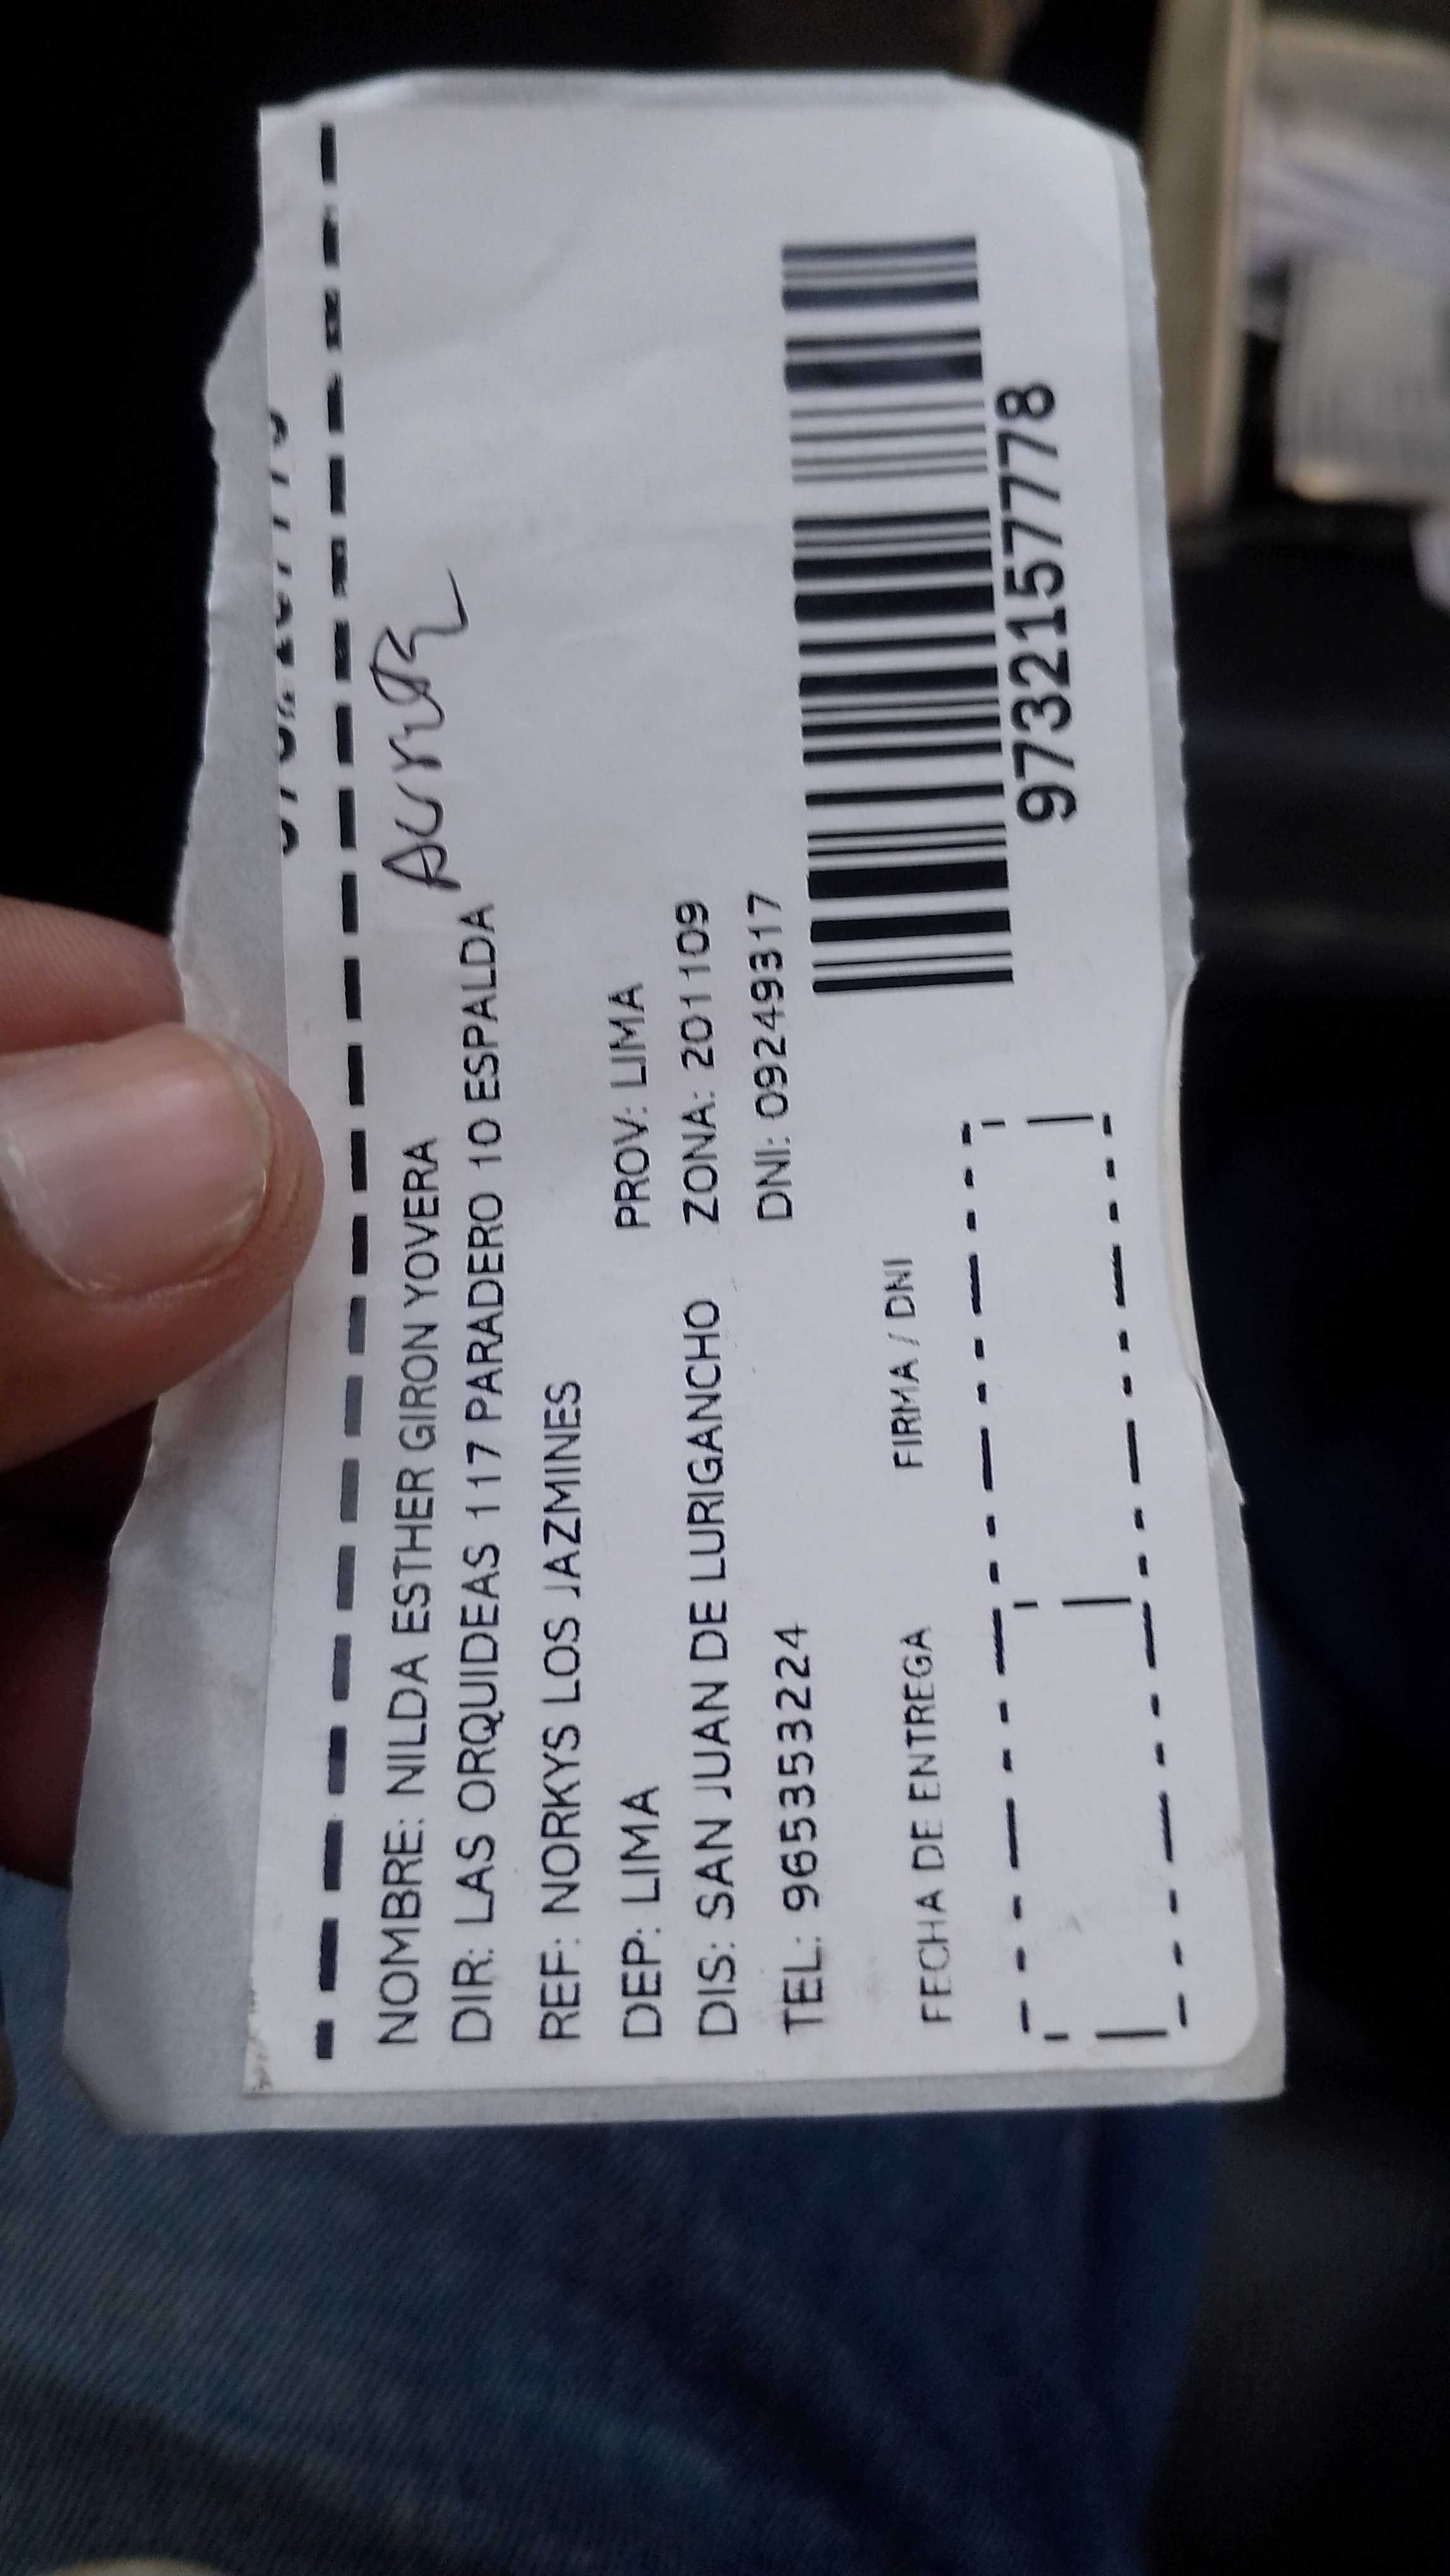 NOMBRE: NILDA ESTHER GIRON YOVERA
DIR: LAS ORQUIDEAS 117 PARADERO 10 ESPALDA
REF: NORKYS LOS JAZMINES
DEP: LIMA PROV: LIMA
DIS: SAN JUAN DE LURIGANCHO ZONA: 201109
TEL: 965353224 DNI: 09249317
FECHA DE ENTREGA FIRMA / DNI
9732157778